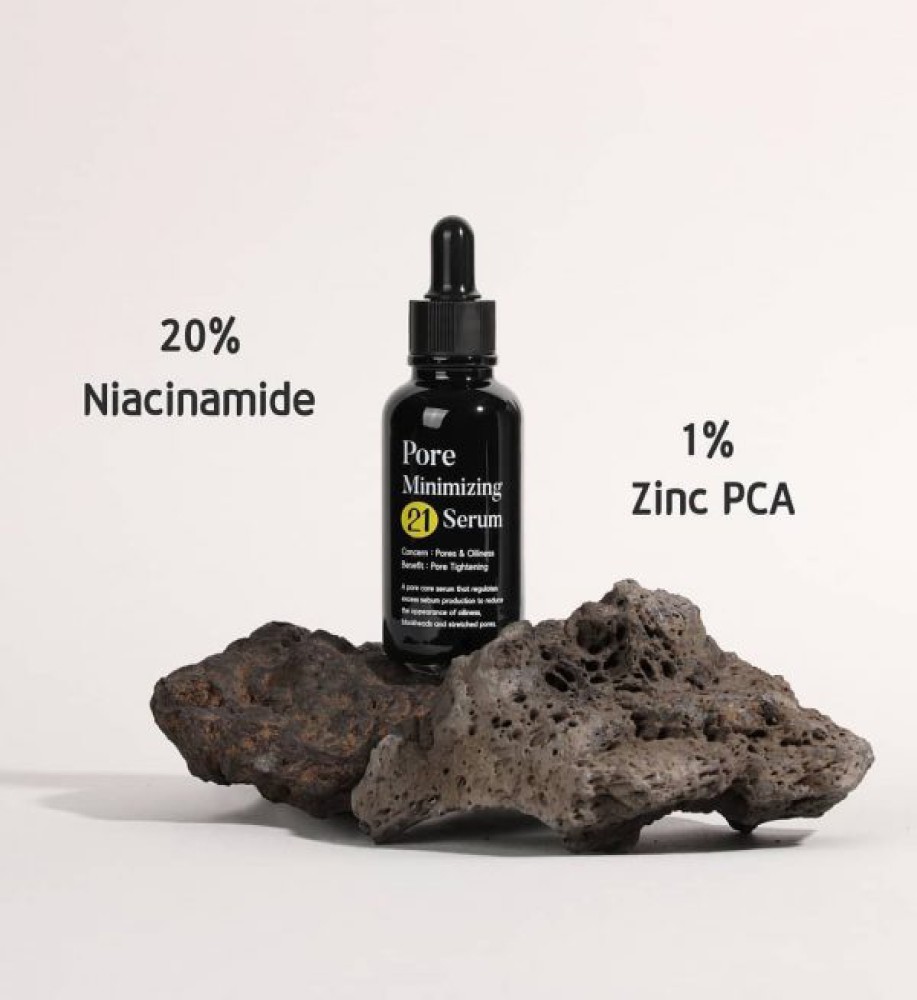 20%
Niacinamide
1%
Zinc PCA
Pore
Minimizing
21 Serum
Concern : Pores & Oiliness
Benefit : Pore Tightening
A pore care serum that regulates
excess sebum production to reduce
the appearance of oiliness,
blackheads and stretched pores.